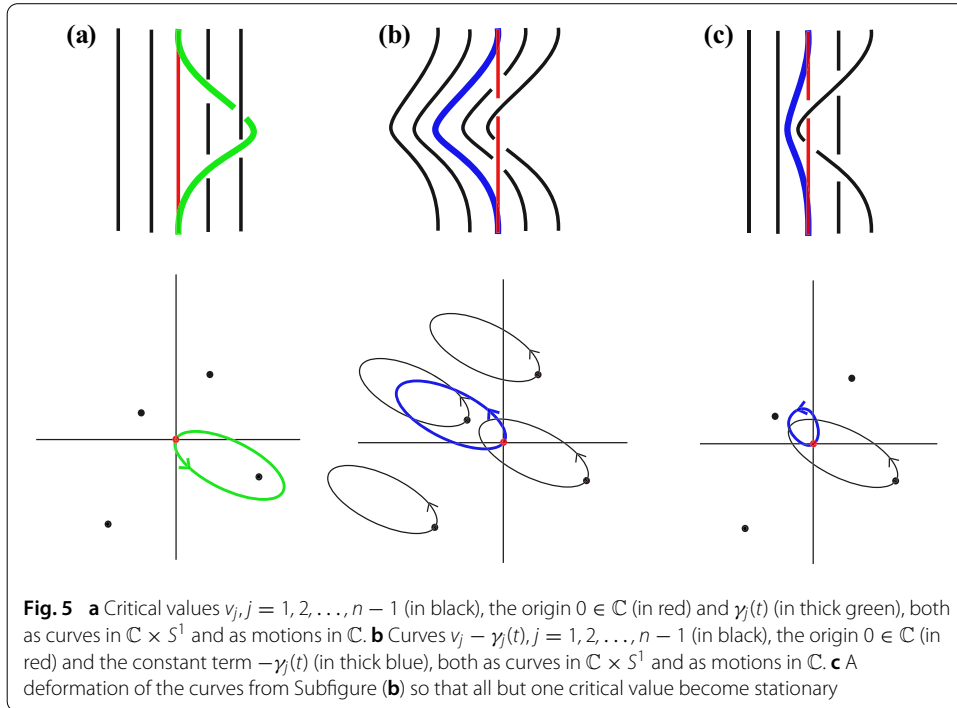 (a) (b) (c)
Fig. 5 a Critical values v_j, j = 1, 2, . . . , n − 1 (in black), the origin 0 ∈ ℂ (in red) and γ_j(t) (in thick green), both
as curves in ℂ × S^1 and as motions in ℂ. b Curves v_j − γ_j(t), j = 1, 2, . . . , n − 1 (in black), the origin 0 ∈ ℂ (in
red) and the constant term −γ_j(t) (in thick blue), both as curves in ℂ × S^1 and as motions in ℂ. c A
deformation of the curves from Subfigure (b) so that all but one critical value become stationary